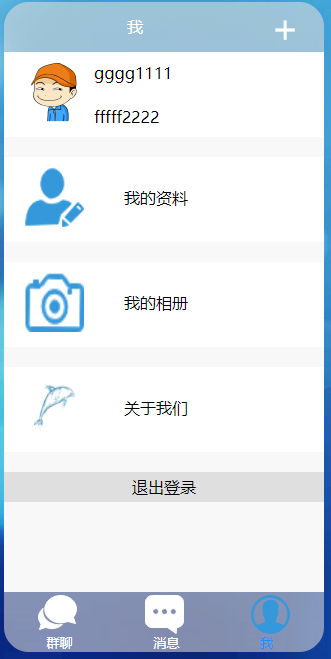 我
gggg1111
fffff2222
我的资料
我的相册
关于我们
退出登录
群聊
消息
我